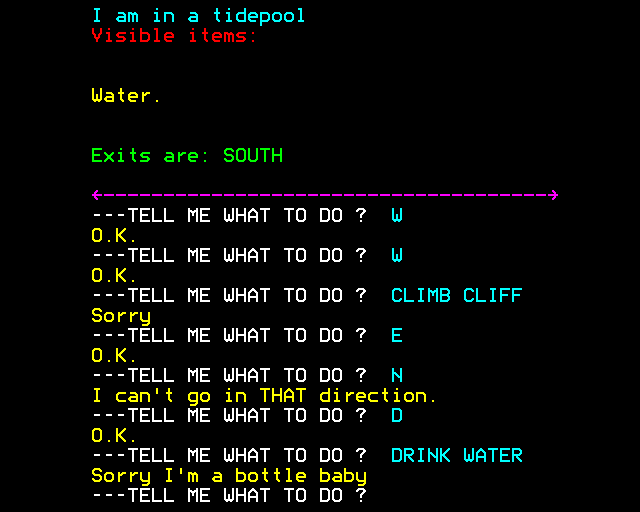 I am in a tidepool
Visible items:
Water.
Exits are: SOUTH
<--------------------------------------->
---TELL ME WHAT TO DO ? W
O.K.
---TELL ME WHAT TO DO ? W
O.K.
---TELL ME WHAT TO DO ? CLIMB CLIFF
Sorry
---TELL ME WHAT TO DO ? E
O.K.
---TELL ME WHAT TO DO ? N
I can't go in THAT direction.
---TELL ME WHAT TO DO ? D
O.K.
---TELL ME WHAT TO DO ? DRINK WATER
Sorry I'm a bottle baby
---TELL ME WHAT TO DO ?